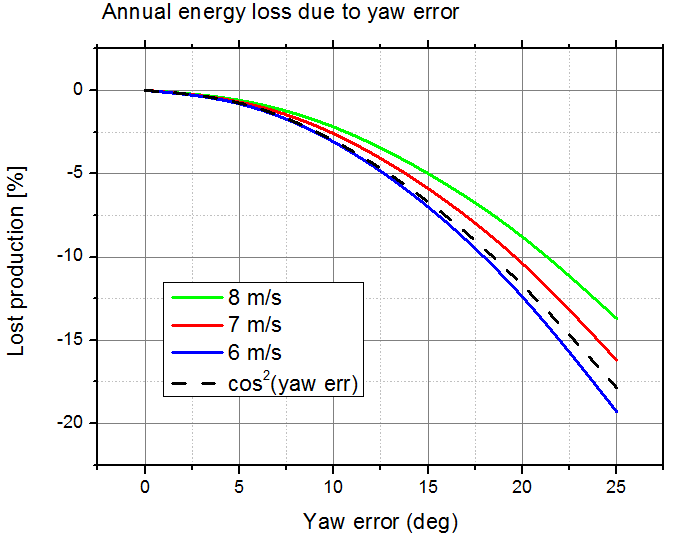 Annual energy loss due to yaw error
0
-5
-10
-15
-20
Lost production [%]
8 m/s
7 m/s
6 m/s
cos²(yaw err)
0 5 10 15 20 25
Yaw error (deg)